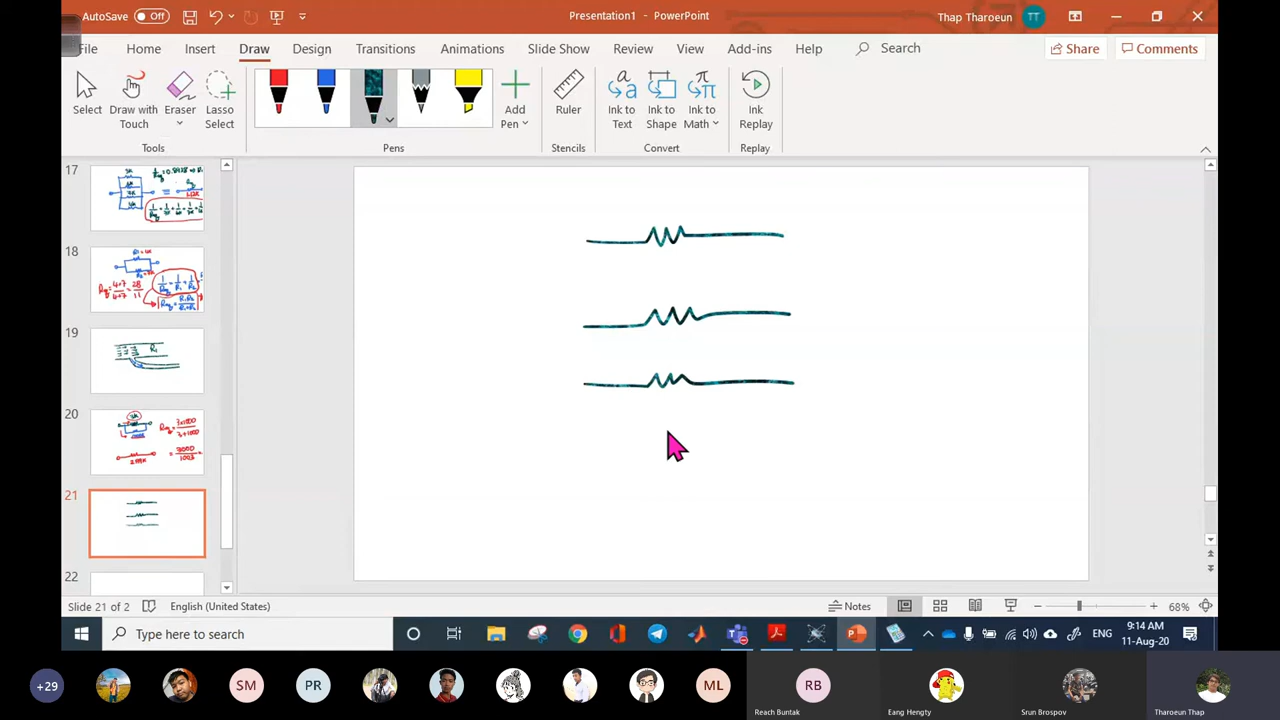 AutoSave Off Presentation1 - PowerPoint Thap Tharoeun TT
File Home Insert Draw Design Transitions Animations Slide Show Review View Add-ins Help Search Share Comments
Select Draw with Touch Eraser Lasso Select Add Pen Ruler Ink to Text Ink to Shape Ink to Math Ink Replay
Tools Pens Stencils Convert Replay
17
18
19
20
21
22
Slide 21 of 2 English (United States) Notes 68%
Type here to search ENG 9:14 AM
11-Aug-20
+29 SM PR ML RB
Reach Buntak Eang Hengty Srun Brospov Tharoeun Thap